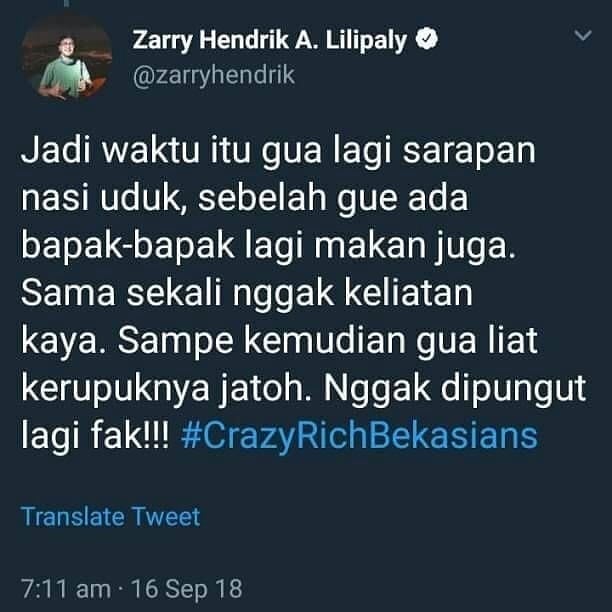 Zarry Hendrik A. Lilipaly
@zarryhendrik
Jadi waktu itu gua lagi sarapan
nasi uduk, sebelah gue ada
bapak-bapak lagi makan juga.
Sama sekali nggak keliatan
kaya. Sampe kemudian gua liat
kerupuknya jatoh. Nggak dipungut
lagi fak!!! #CrazyRichBekasians
Translate Tweet
7:11 am · 16 Sep 18